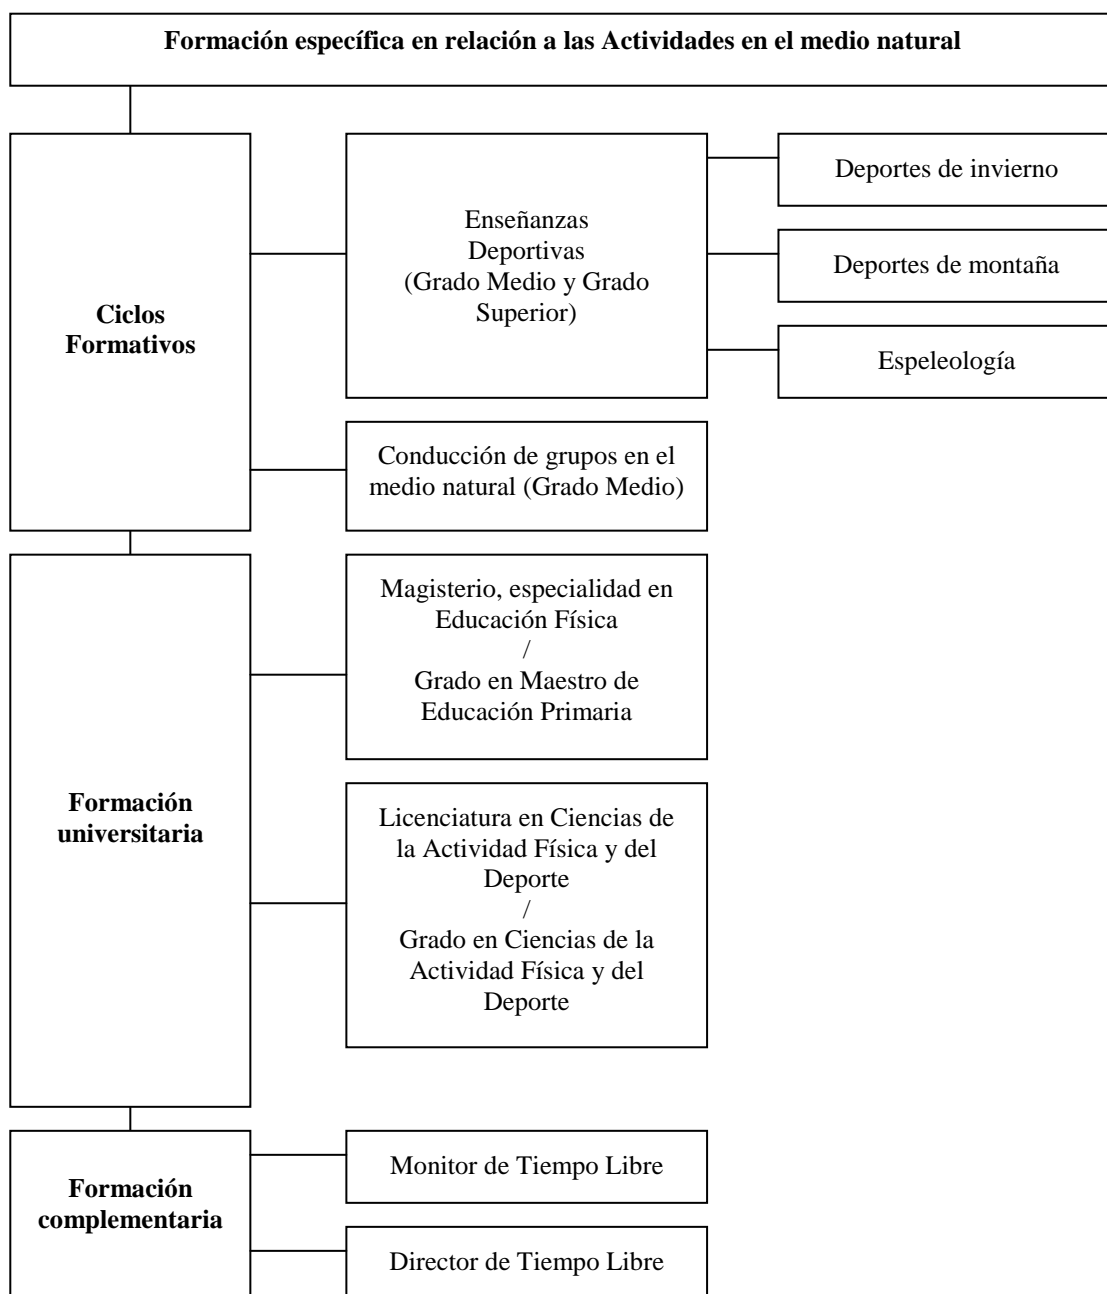 Formación específica en relación a las Actividades en el medio natural
Ciclos
Formativos
Enseñanzas
Deportivas
(Grado Medio y Grado
Superior)
Deportes de invierno
Deportes de montaña
Espeleología
Conducción de grupos en el
medio natural (Grado Medio)
Formación
universitaria
Magisterio, especialidad en
Educación Física
/
Grado en Maestro de
Educación Primaria
Licenciatura en Ciencias de
la Actividad Física y del
Deporte
/
Grado en Ciencias de la
Actividad Física y del
Deporte
Formación
complementaria
Monitor de Tiempo Libre
Director de Tiempo Libre